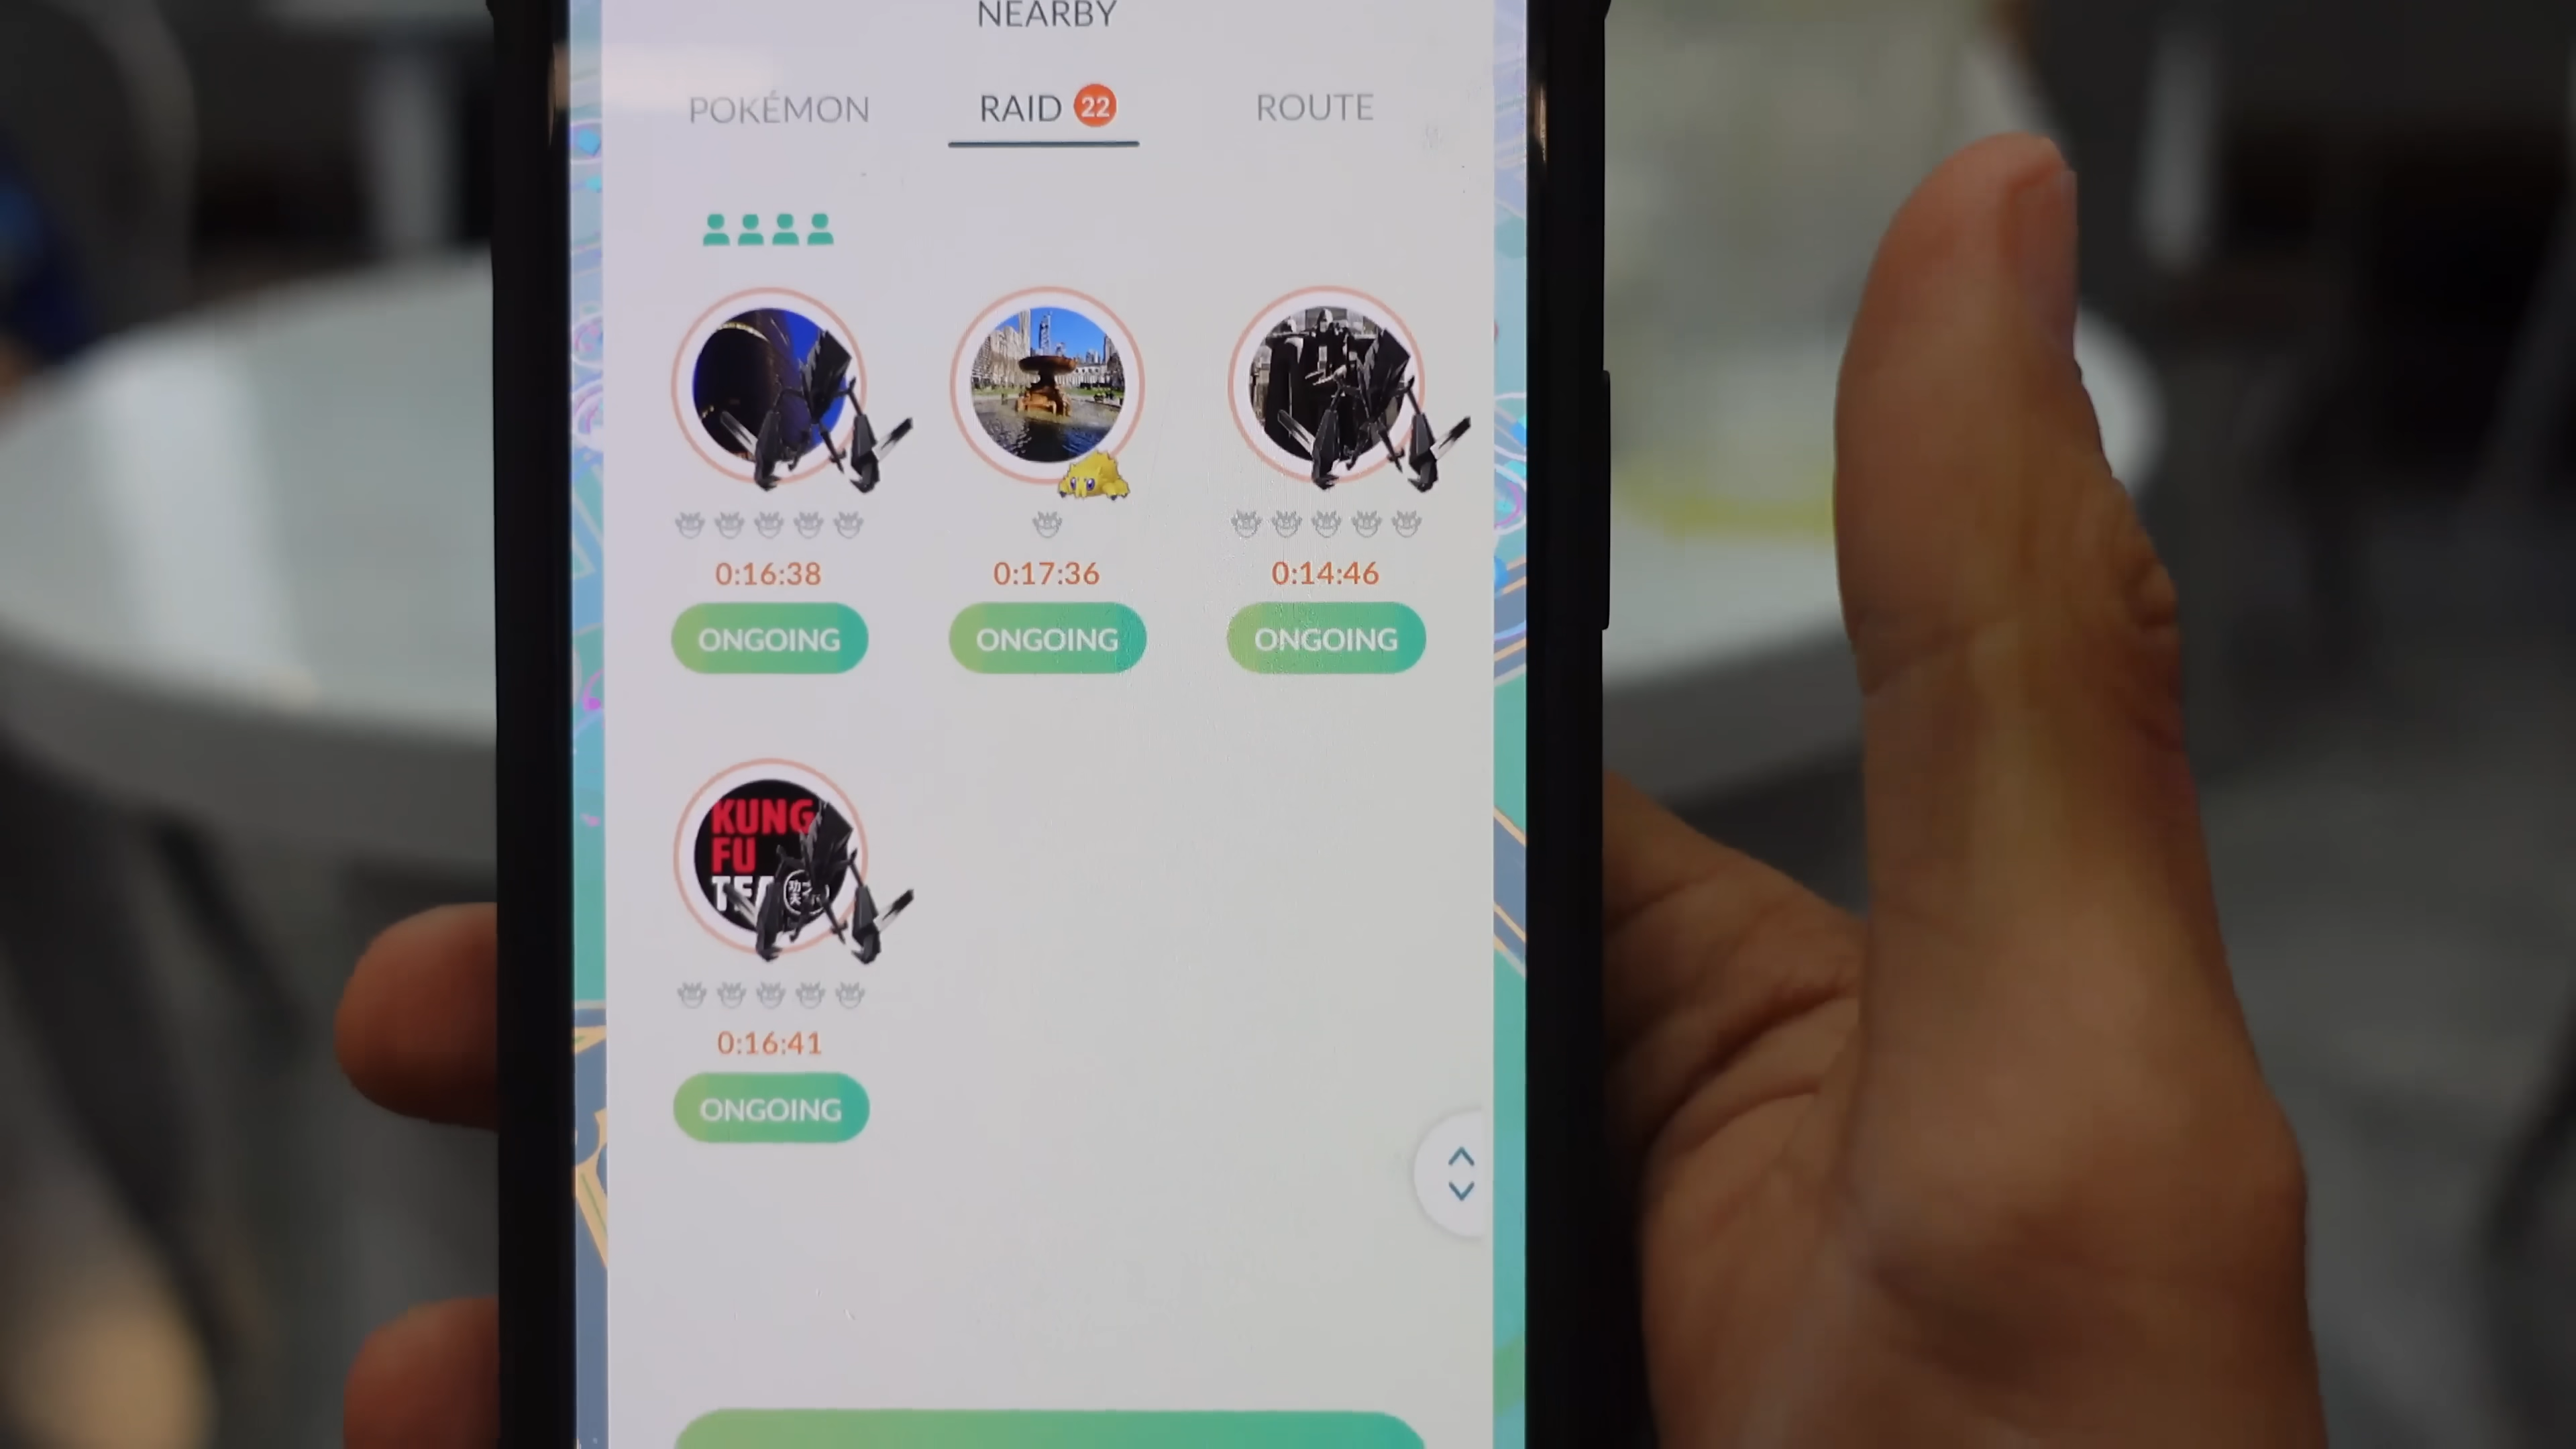 NEARBY
POKÉMON
RAID 22
ROUTE
0:16:38
0:17:36
0:14:46
ONGOING
ONGOING
ONGOING
KUNG
FU
TEA
0:16:41
ONGOING